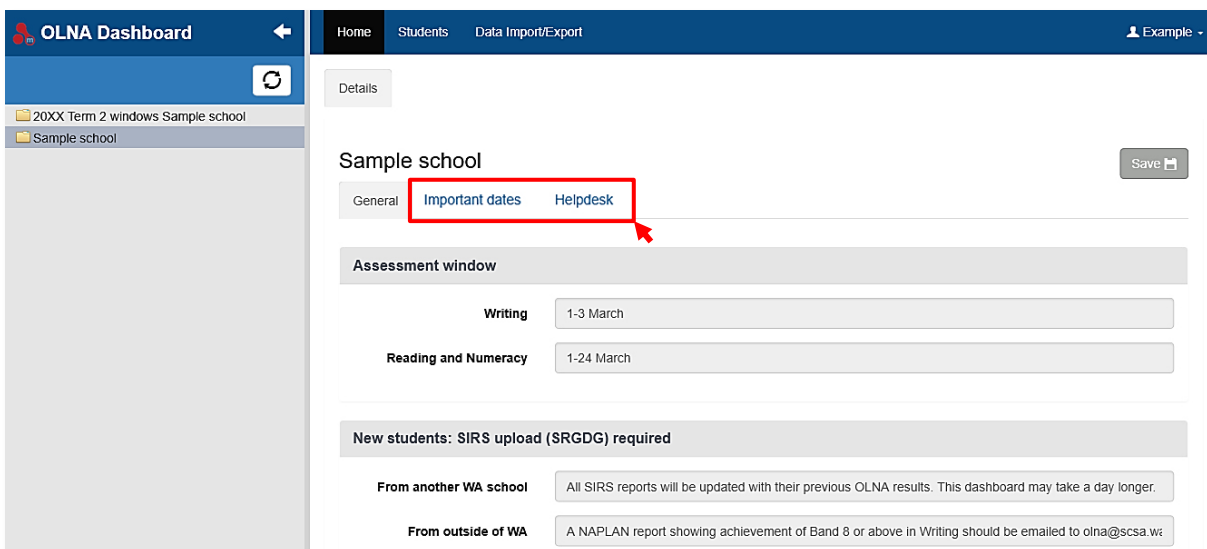 OLNA Dashboard
Home Students Data Import/Export Example
Details
20XX Term 2 windows Sample school
Sample school
Sample school
Save
General Important dates Helpdesk
Assessment window
Writing 1-3 March
Reading and Numeracy 1-24 March
New students: SIRS upload (SRGDG) required
From another WA school All SIRS reports will be updated with their previous OLNA results. This dashboard may take a day longer.
From outside of WA A NAPLAN report showing achievement of Band 8 or above in Writing should be emailed to olna@scsa.wa